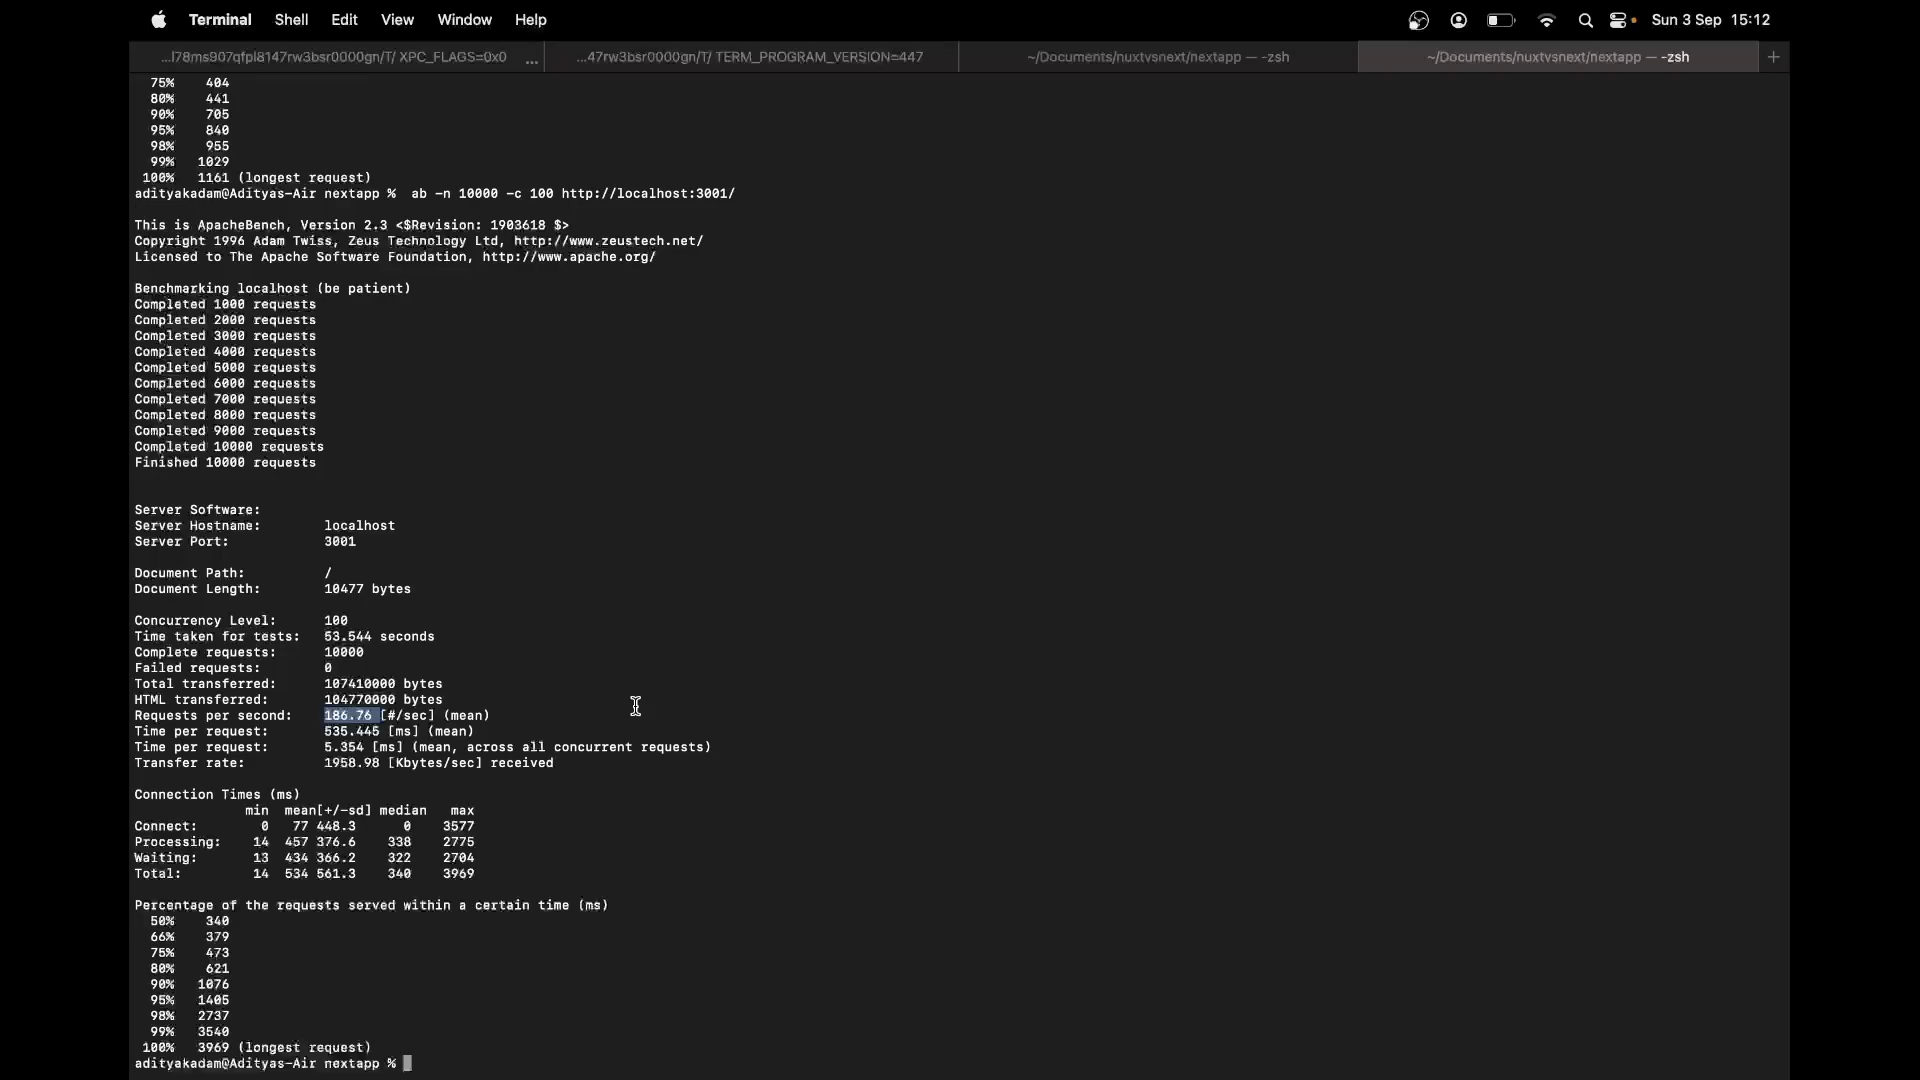 Terminal Shell Edit View Window Help Sun 3 Sep 15:12
...l78ms907qfpl8147rw3bsr0000gn/T/ XPC_FLAGS=0x0 ... ...47rw3bsr0000gn/T/ TERM_PROGRAM_VERSION=447 ~/Documents/nuxtvsnext/nextapp — -zsh ~/Documents/nuxtvsnext/nextapp — -zsh +
75% 404
80% 441
90% 705
95% 840
98% 955
99% 1029
100% 1161 (longest request)
adityakadam@Adityas-Air nextapp % ab -n 10000 -c 100 http://localhost:3001/
This is ApacheBench, Version 2.3 <$Revision: 1903618 $>
Copyright 1996 Adam Twiss, Zeus Technology Ltd, http://www.zeustech.net/
Licensed to The Apache Software Foundation, http://www.apache.org/
Benchmarking localhost (be patient)
Completed 1000 requests
Completed 2000 requests
Completed 3000 requests
Completed 4000 requests
Completed 5000 requests
Completed 6000 requests
Completed 7000 requests
Completed 8000 requests
Completed 9000 requests
Completed 10000 requests
Finished 10000 requests
Server Software:
Server Hostname: localhost
Server Port: 3001
Document Path: /
Document Length: 10477 bytes
Concurrency Level: 100
Time taken for tests: 53.544 seconds
Complete requests: 10000
Failed requests: 0
Total transferred: 107410000 bytes
HTML transferred: 104770000 bytes
Requests per second: 186.76 [#/sec] (mean)
Time per request: 535.445 [ms] (mean)
Time per request: 5.354 [ms] (mean, across all concurrent requests)
Transfer rate: 1958.98 [Kbytes/sec] received
Connection Times (ms)
min mean[+/-sd] median max
Connect: 0 77 448.3 0 3577
Processing: 14 457 376.6 338 2775
Waiting: 13 434 366.2 322 2704
Total: 14 534 561.3 340 3969
Percentage of the requests served within a certain time (ms)
50% 340
66% 379
75% 473
80% 621
90% 1076
95% 1405
98% 2737
99% 3540
100% 3969 (longest request)
adityakadam@Adityas-Air nextapp %